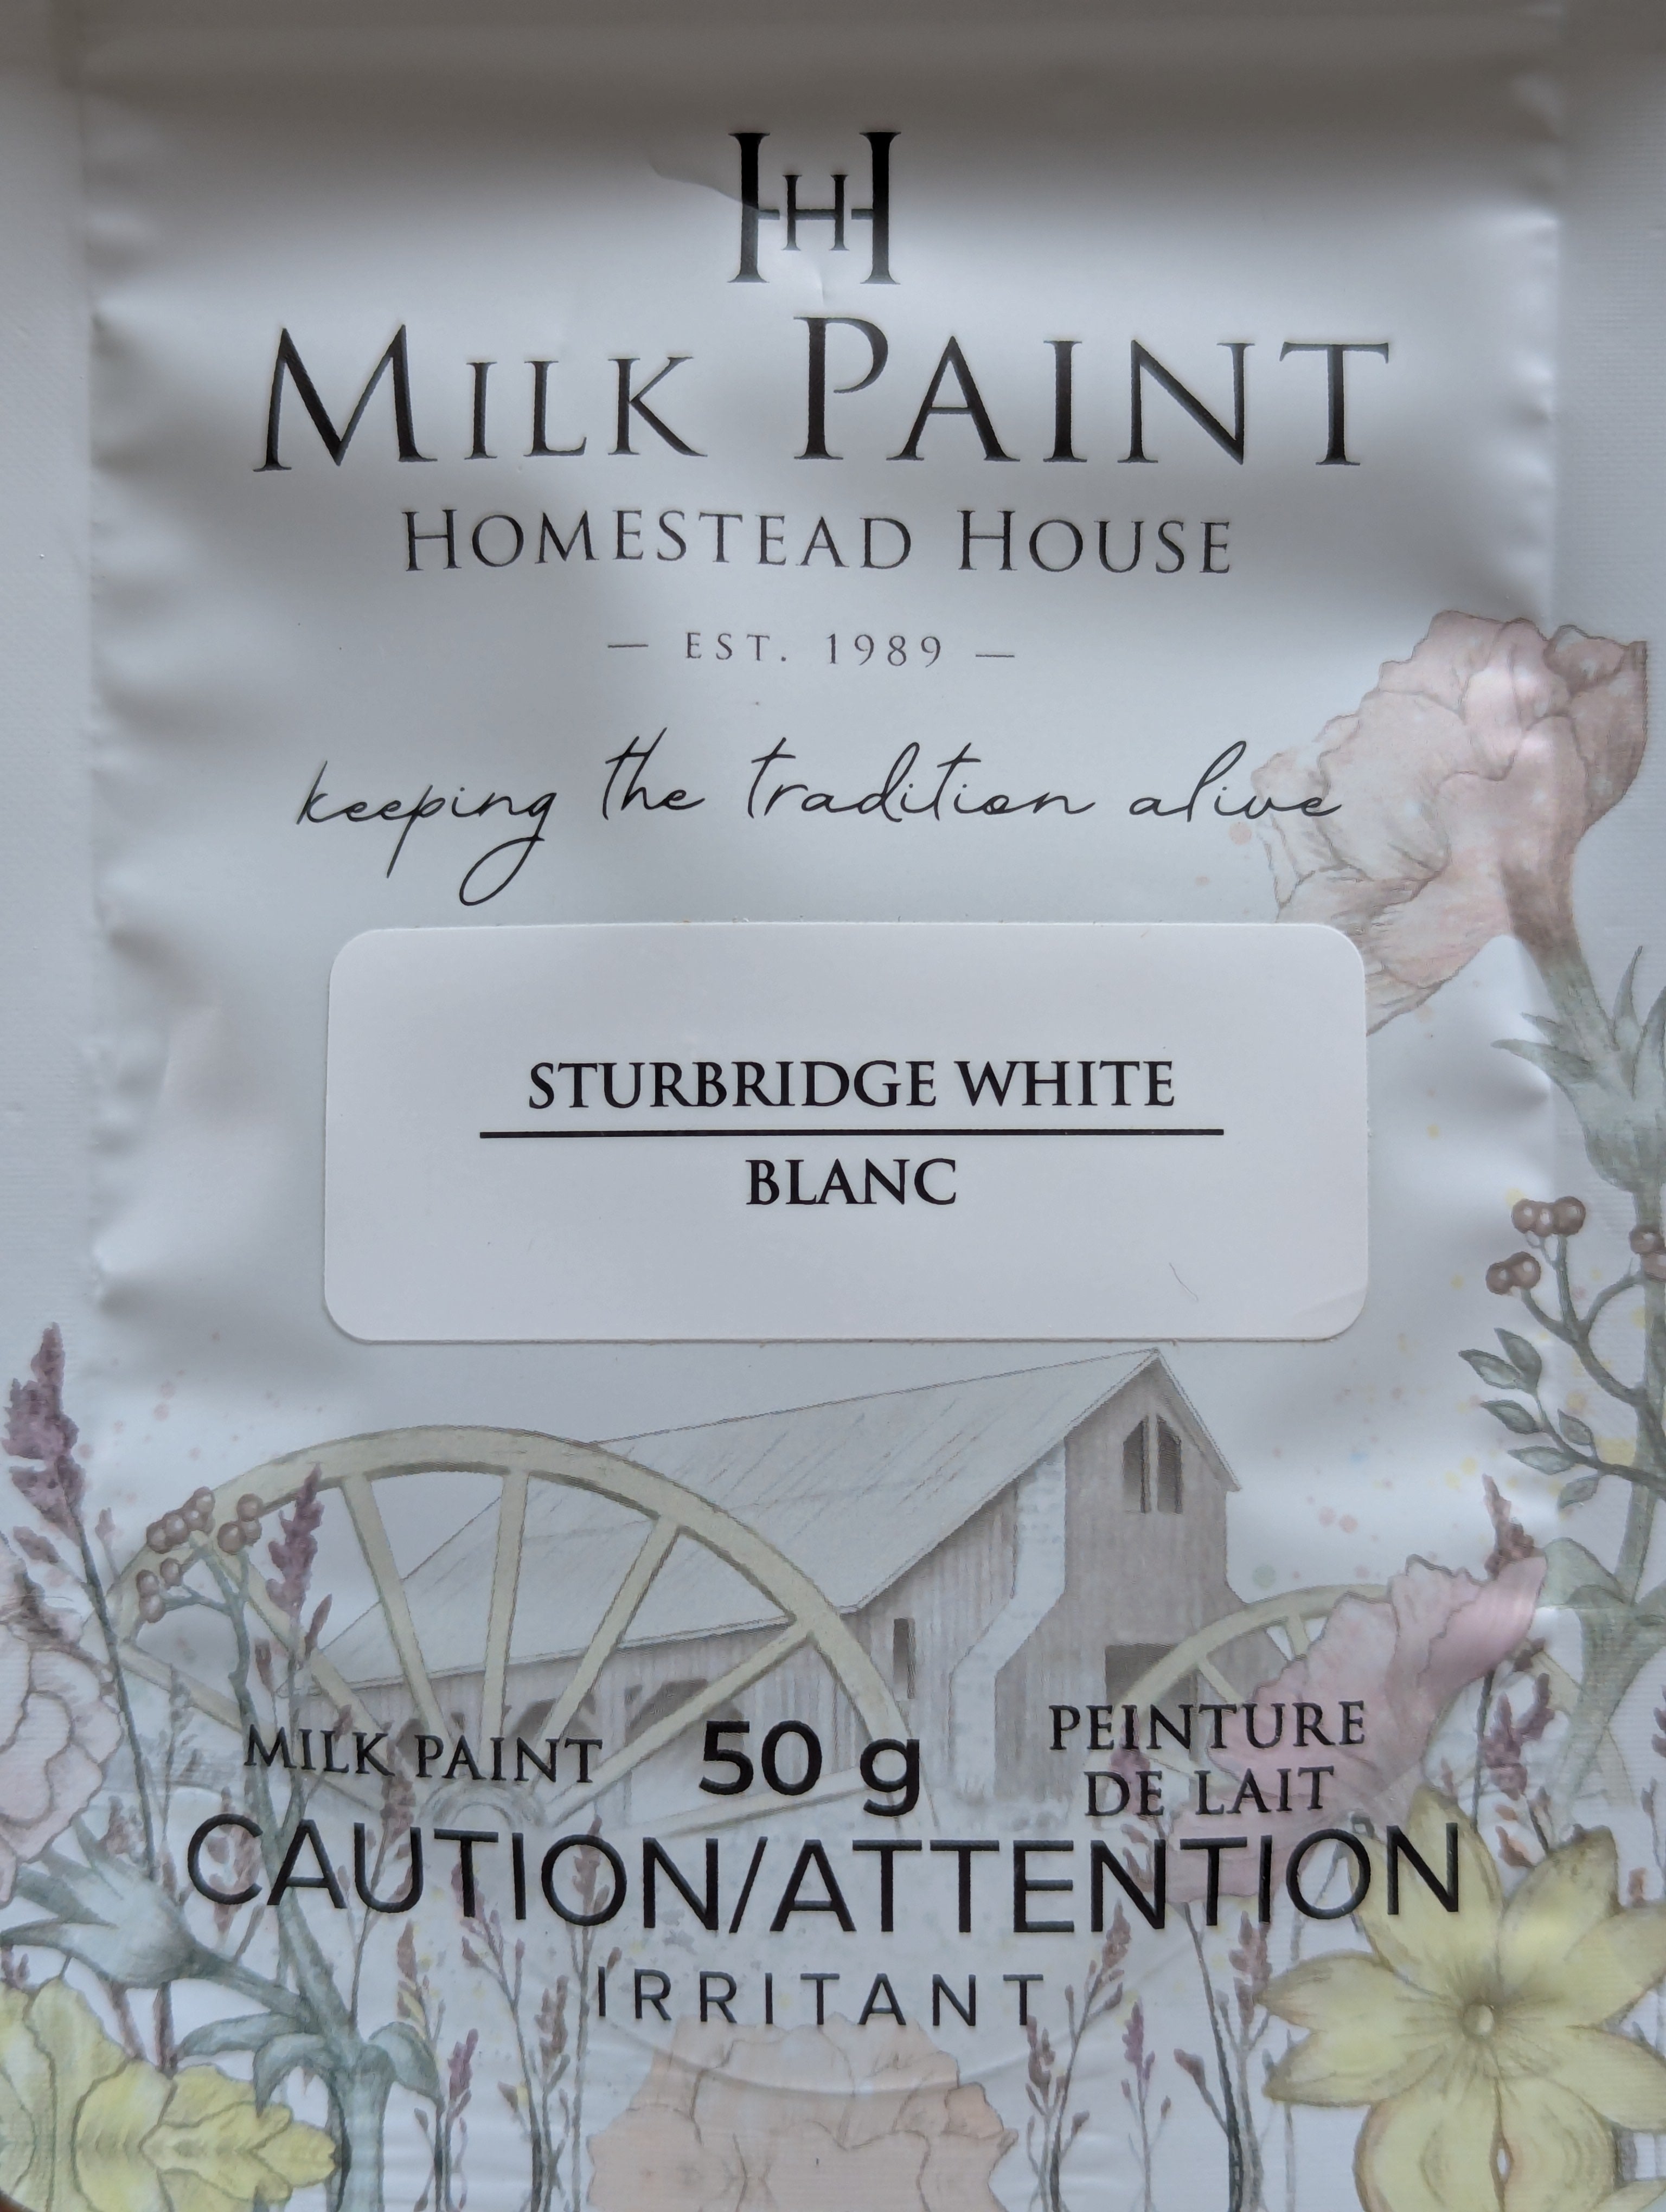 HHH
MILK PAINT
HOMESTEAD HOUSE
— EST. 1989 —
keeping the tradition alive
STURBRIDGE WHITE
BLANC
MILK PAINT 50 g PEINTURE
DE LAIT
CAUTION/ATTENTION
IRRITANT